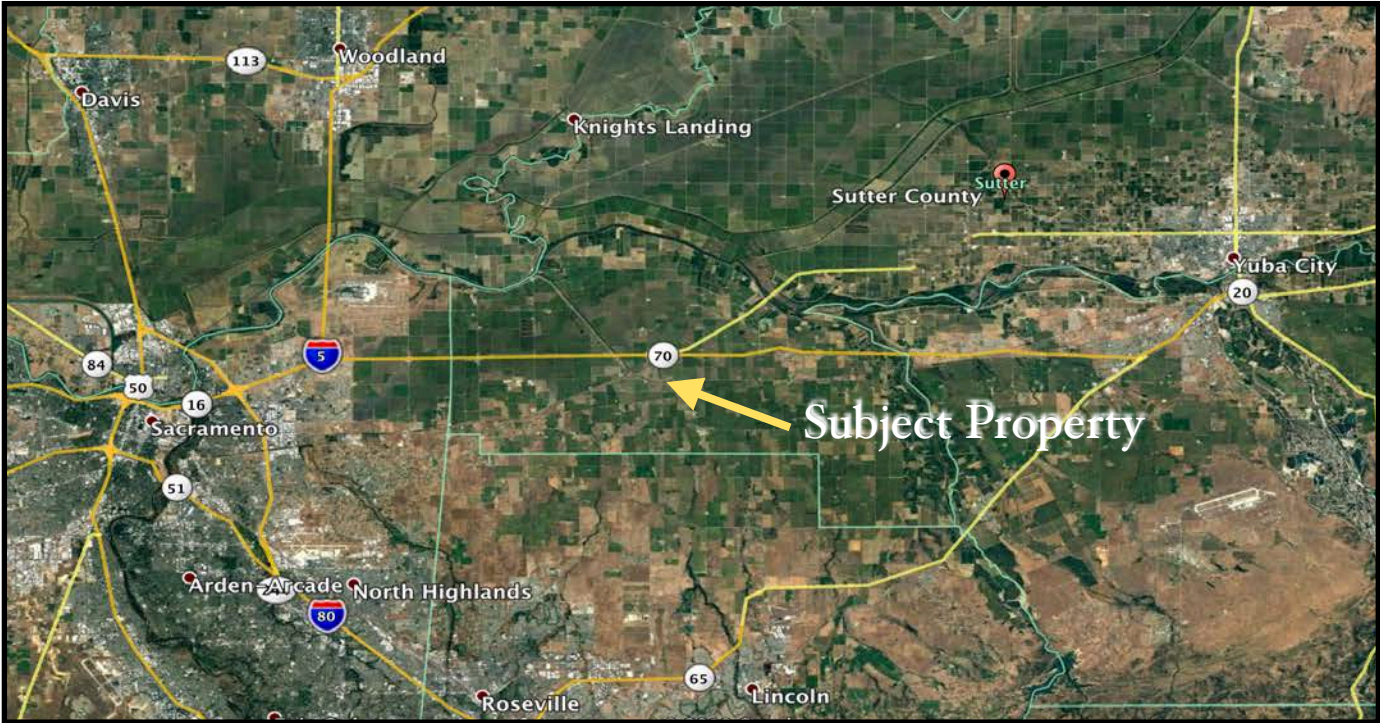 Woodland
113
Davis
Knights Landing
Sutter
Sutter County
Yuba City
20
5
70
84
50
16
Subject Property
Sacramento
51
Arden-Arcade
North Highlands
80
65
Lincoln
Roseville